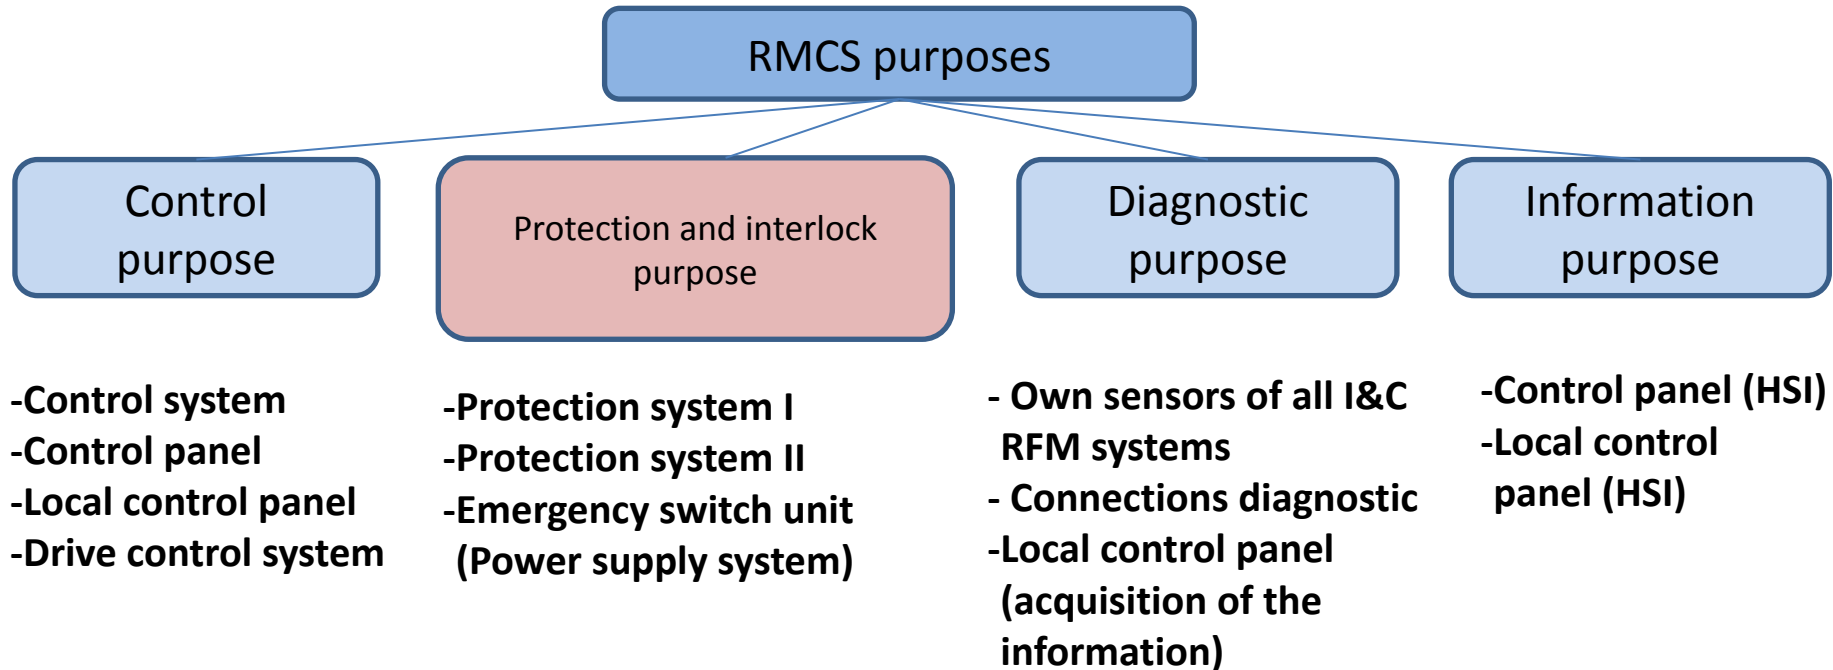 RMCS purposes
Control
purpose
Protection and interlock
purpose
Diagnostic
purpose
Information
purpose
-Control system
-Control panel
-Local control panel
-Drive control system
-Protection system I
-Protection system II
-Emergency switch unit
(Power supply system)
- Own sensors of all I&C
RFM systems
- Connections diagnostic
-Local control panel
(acquisition of the
information)
-Control panel (HSI)
-Local control
panel (HSI)